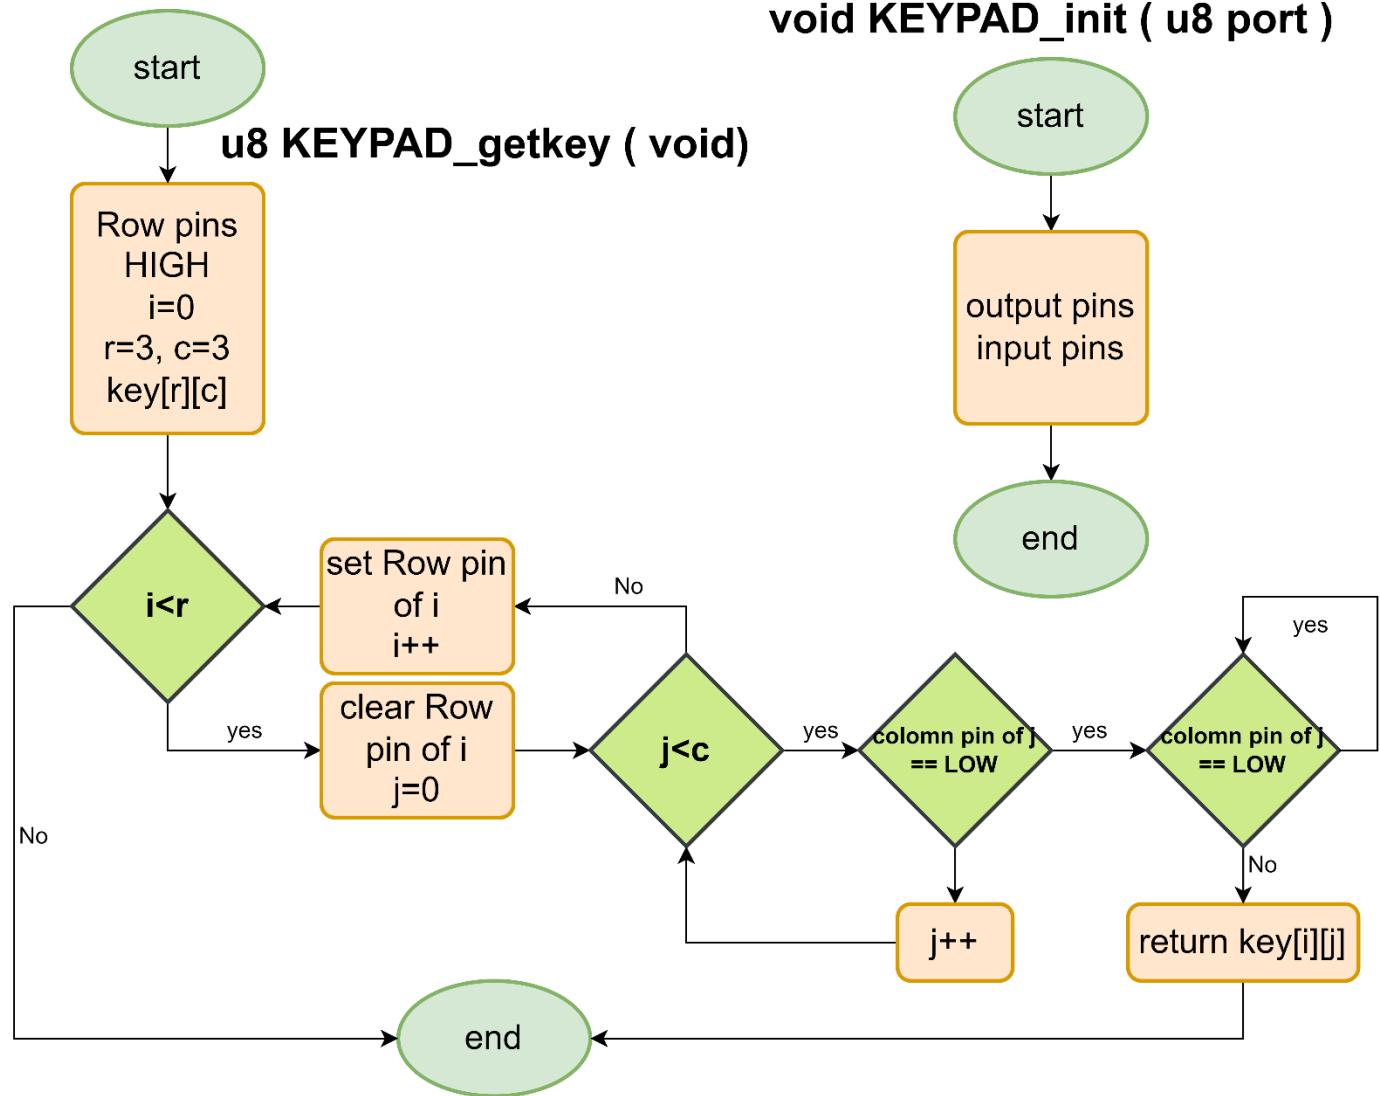 void KEYPAD_init ( u8 port )
start
start
u8 KEYPAD_getkey ( void)
Row pins
HIGH
i=0
r=3, c=3
key[r][c]
output pins
input pins
end
i<r
set Row pin
of i
i++
No
yes
clear Row
pin of i
j=0
yes
j<c
yes
colomn pin of j
== LOW
yes
colomn pin of j
== LOW
No
No
j++
return key[i][j]
end